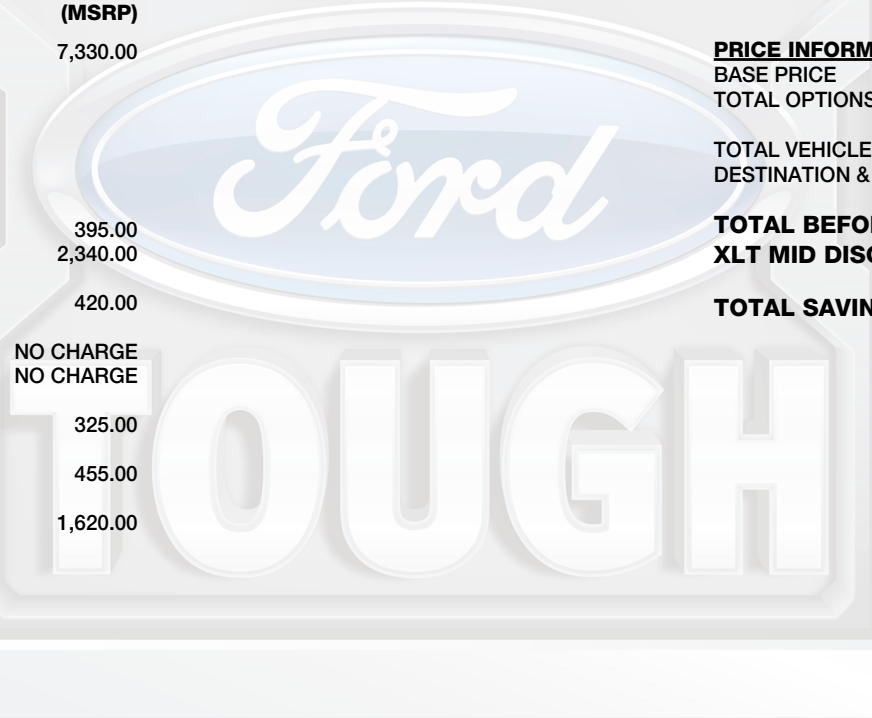 (MSRP)
7,330.00
395.00
2,340.00
420.00
NO CHARGE
NO CHARGE
325.00
455.00
1,620.00
PRICE INFORM
BASE PRICE
TOTAL OPTIONS
TOTAL VEHICLE
DESTINATION &
TOTAL BEFO
XLT MID DISC
TOTAL SAVIN
Ford
TOUGH